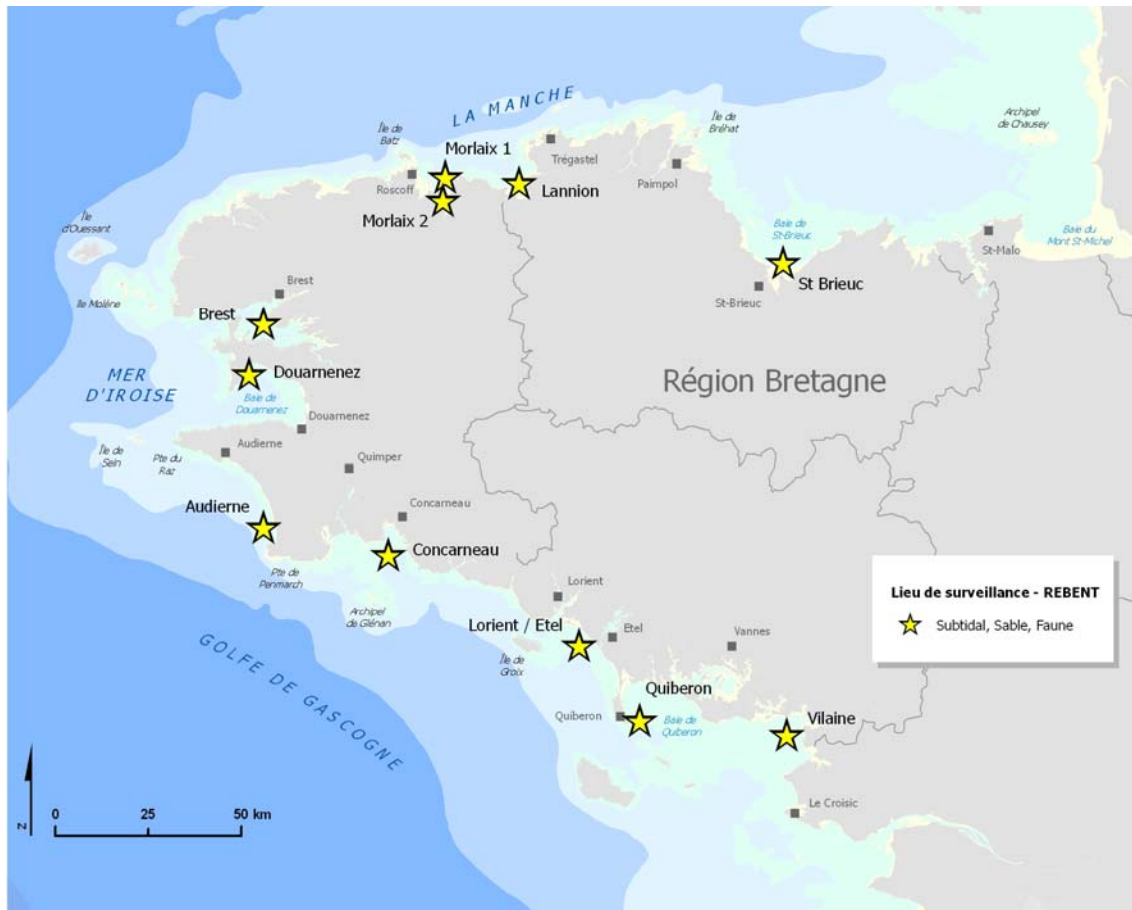 LA MANCHE
Île de
Batz
Morlaix 1
Roscoff
Morlaix 2
Trégastel
Lannion
Paimpol
Île de
Bréhat
Archipel
de Chausey
Baie de
St-Brieuc
St Brieuc
St-Brieuc
St-Malo
Baie du
Mont St-Michel
Île
d'Ouessant
Île Molène
Brest
Brest
MER
D'IROISE
Douarnenez
Baie de
Douarnenez
Douarnenez
Région Bretagne
Île de
Sein
Pte du
Raz
Audierne
Quimper
Audierne
Concarneau
Concarneau
Pte de
Penmarch
Archipel
de Glénan
Lorient
Lorient / Etel
Etel
Île de
Groix
Vannes
Quiberon
Quiberon
Baie de
Quiberon
Vilaine
Le Croisic
GOLFE DE GASCOGNE
Lieu de surveillance - REBENT
Subtidal, Sable, Faune
N
0 25 50 km